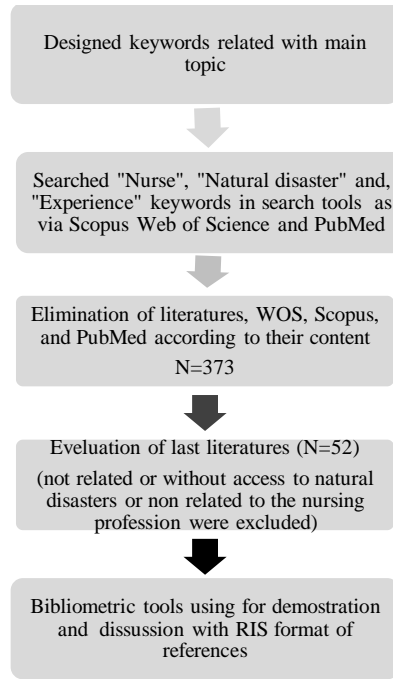 Designed keywords related with main
topic
Searched "Nurse", "Natural disaster" and,
"Experience" keywords in search tools as
via Scopus Web of Science and PubMed
Elimination of literatures, WOS, Scopus,
and PubMed according to their content
N=373
Eveluation of last literatures (N=52)
(not related or without access to natural
disasters or non related to the nursing
profession were excluded)
Bibliometric tools using for demostration
and dissussion with RIS format of
references